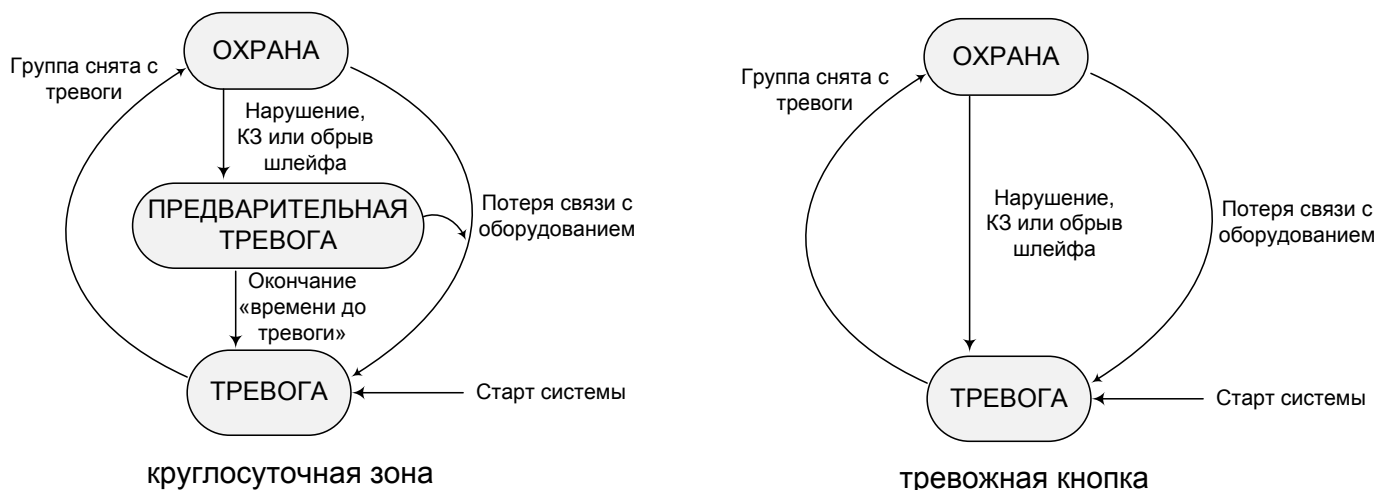 ОХРАНА
Группа снята с
тревоги
Нарушение,
КЗ или обрыв
шлейфа
ПРЕДВАРИТЕЛЬНАЯ
ТРЕВОГА
Потеря связи с
оборудованием
Окончание
«времени до
тревоги»
ТРЕВОГА
Старт системы
круглосуточная зона
ОХРАНА
Группа снята с
тревоги
Нарушение,
КЗ или обрыв
шлейфа
Потеря связи с
оборудованием
ТРЕВОГА
Старт системы
тревожная кнопка